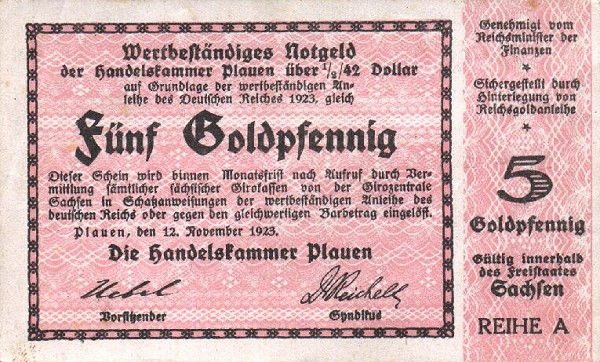 Wertbeständiges Notgeld
der Handelskammer Plauen über 1/2/42 Dollar
auf Grundlage der wertbeständigen An-
leihe des Deutschen Reiches 1923, gleich
Fünf Goldpfennig
Dieser Schein wird binnen Monatsfrist nach Aufruf durch Ver-
mittlung sämtlicher sächsischer Girokassen von der Girozentrale
Sachsen in Schatzanweisungen der wertbeständigen Anleihe des
deutschen Reichs oder gegen den gleichwertigen Barbetrag eingelöst.
Plauen, den 12. November 1923.
Die Handelskammer Plauen
Uebel
Vorsitzender
Syndikus
Genehmigt vom
Reichsminister der
Finanzen
Sichergestellt durch
Hinterlegung von
Reichsgoldanleihe
5
Goldpfennig
Gültig innerhalb
des Freistaates
Sachsen
REIHE A